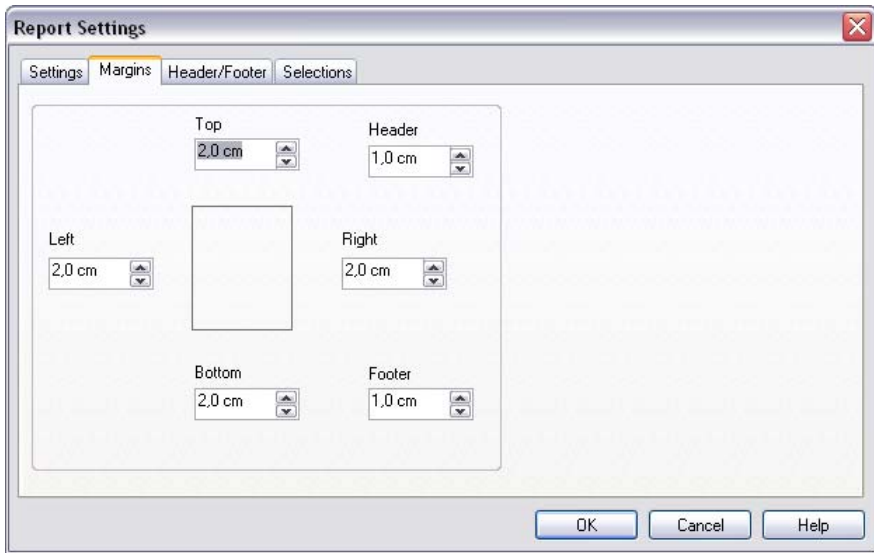 Report Settings
Settings Margins Header/Footer Selections
Top Header
2,0 cm 1,0 cm
Left Right
2,0 cm 2,0 cm
Bottom Footer
2,0 cm 1,0 cm
OK Cancel Help